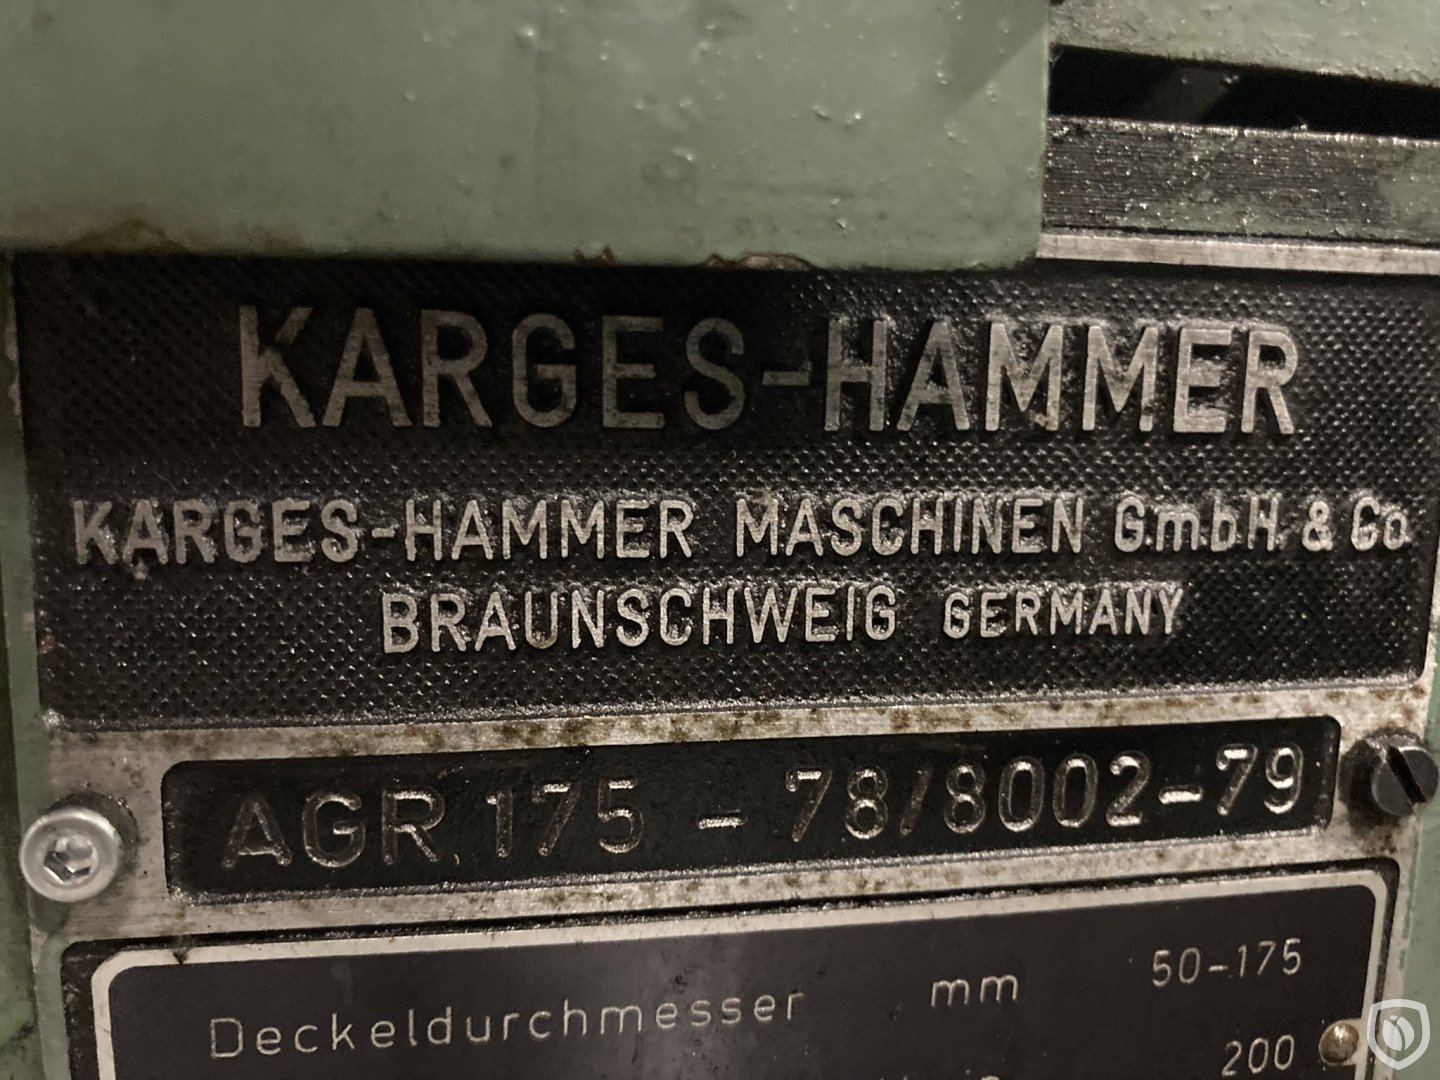 KARGES-HAMMER
KARGES-HAMMER MASCHINEN G.m.b.H. & Co.
BRAUNSCHWEIG GERMANY
AGR 175 - 78/8002-79
Deckeldurchmesser mm 50-175
200